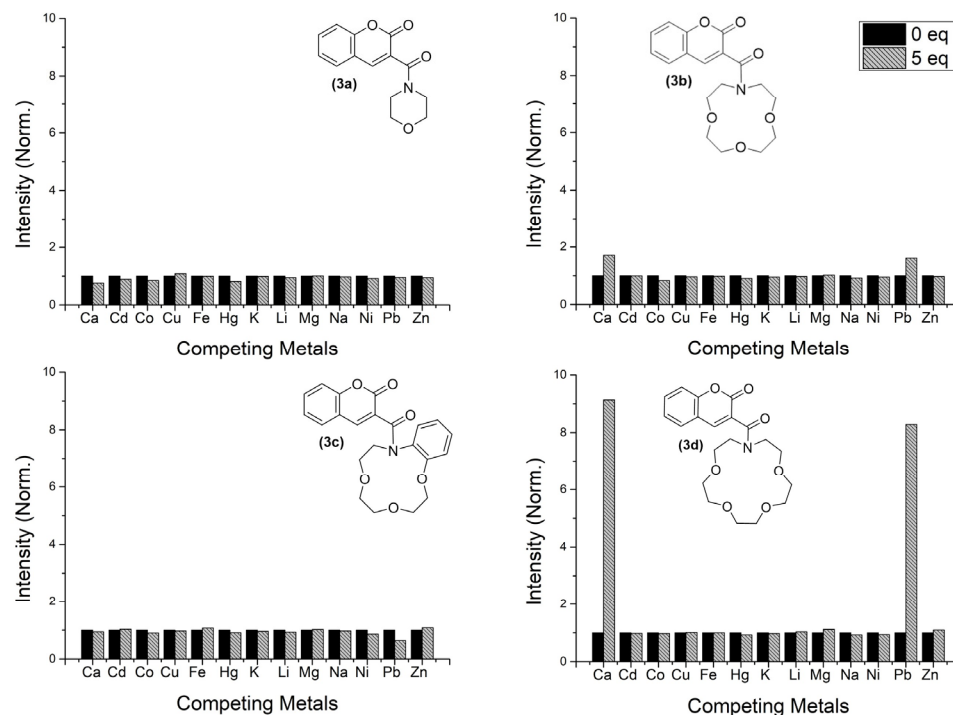 10
8
6
4
2
0
Intensity (Norm.)
O
O
O
(3a)
N
O
Ca Cd Co Cu Fe Hg K Li Mg Na Ni Pb Zn
Competing Metals
0 eq
5 eq
10
8
6
4
2
0
Intensity (Norm.)
O
O
O
(3b)
N
O
O
O
Ca Cd Co Cu Fe Hg K Li Mg Na Ni Pb Zn
Competing Metals
10
8
6
4
2
0
Intensity (Norm.)
O
O
O
(3c)
N
O
O
O
Ca Cd Co Cu Fe Hg K Li Mg Na Ni Pb Zn
Competing Metals
10
8
6
4
2
0
Intensity (Norm.)
O
O
O
(3d)
N
O
O
O
O
Ca Cd Co Cu Fe Hg K Li Mg Na Ni Pb Zn
Competing Metals